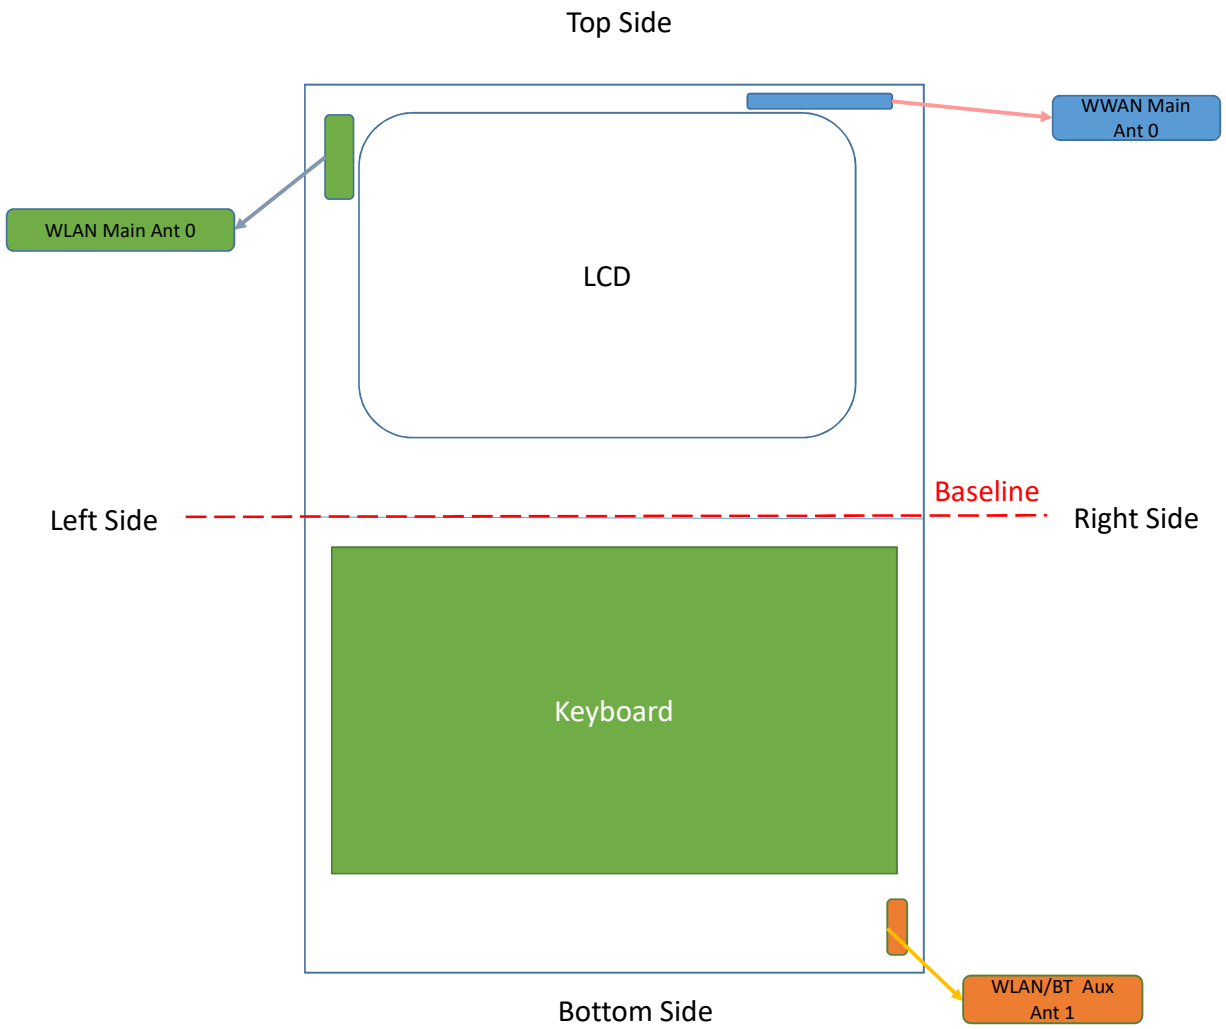 Top Side
WWAN Main
Ant 0
WLAN Main Ant 0
LCD
Baseline
Left Side
Right Side
Keyboard
WLAN/BT Aux
Ant 1
Bottom Side